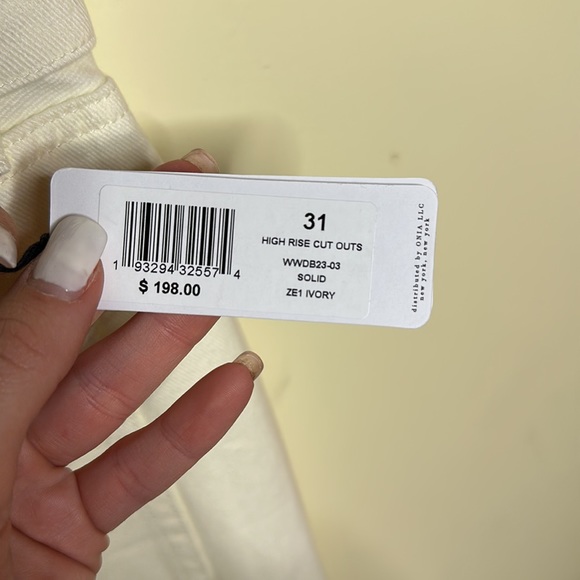 1 93294 32557 4
$ 198.00
31
HIGH RISE CUT OUTS
WWDB23-03
SOLID
ZE1 IVORY
distributed by ONIA LLC
new york, new york